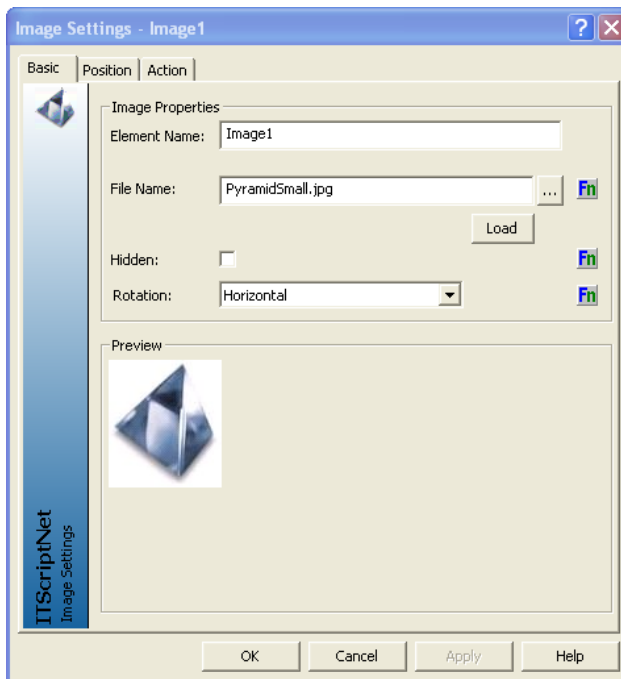 Image Settings - Image1
Basic Position Action
Image Properties
Element Name: Image1
File Name: PyramidSmall.jpg ... Fn
Load
Hidden: Fn
Rotation: Horizontal Fn
Preview
ITScriptNet
Image Settings
OK Cancel Apply Help